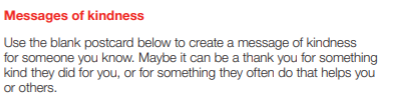 Messages of kindness
Use the blank postcard below to create a message of kindness
for someone you know. Maybe it can be a thank you for something
kind they did for you, or for something they often do that helps you
or others.